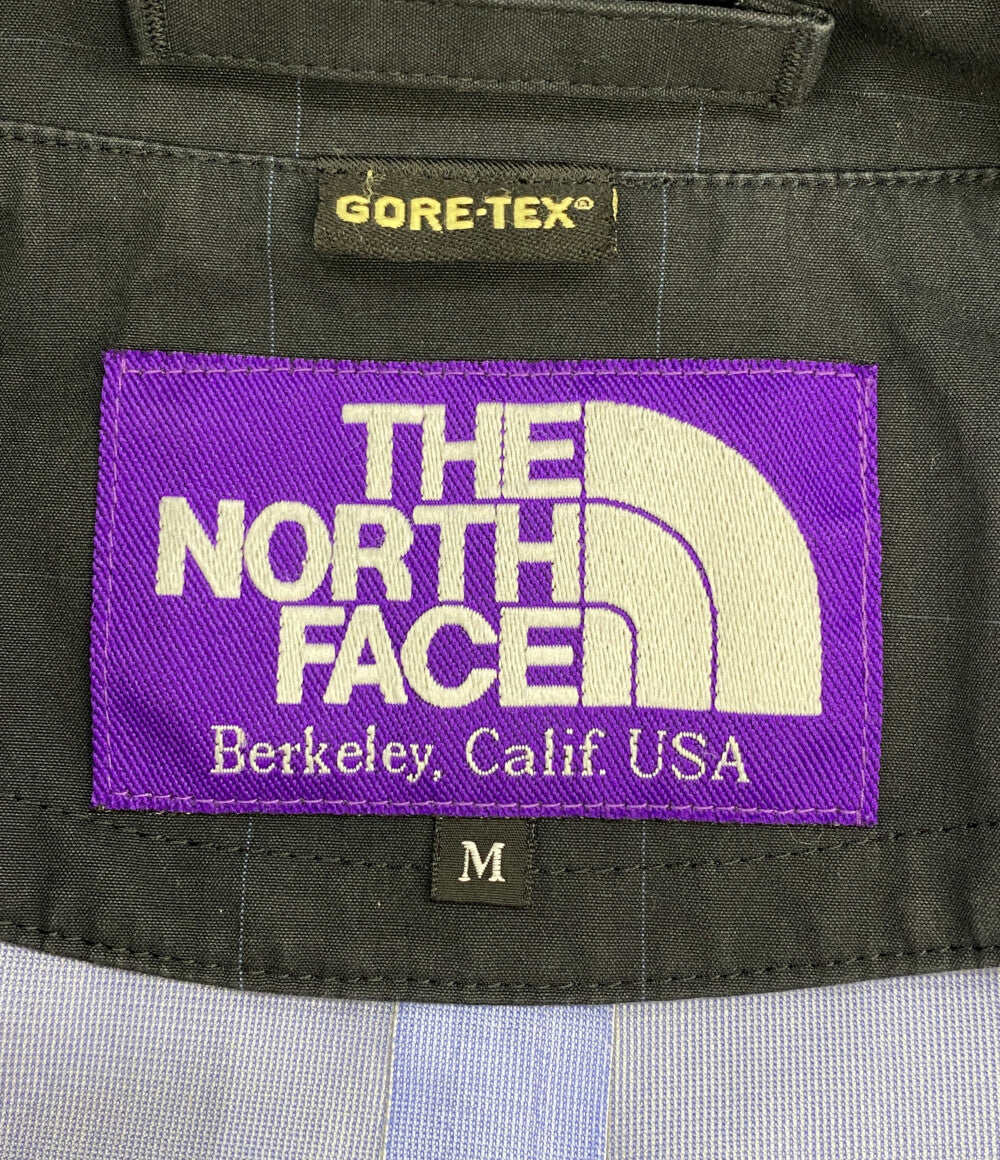 GORE-TEX®
THE
NORTH
FACE
Berkeley, Calif. USA
M